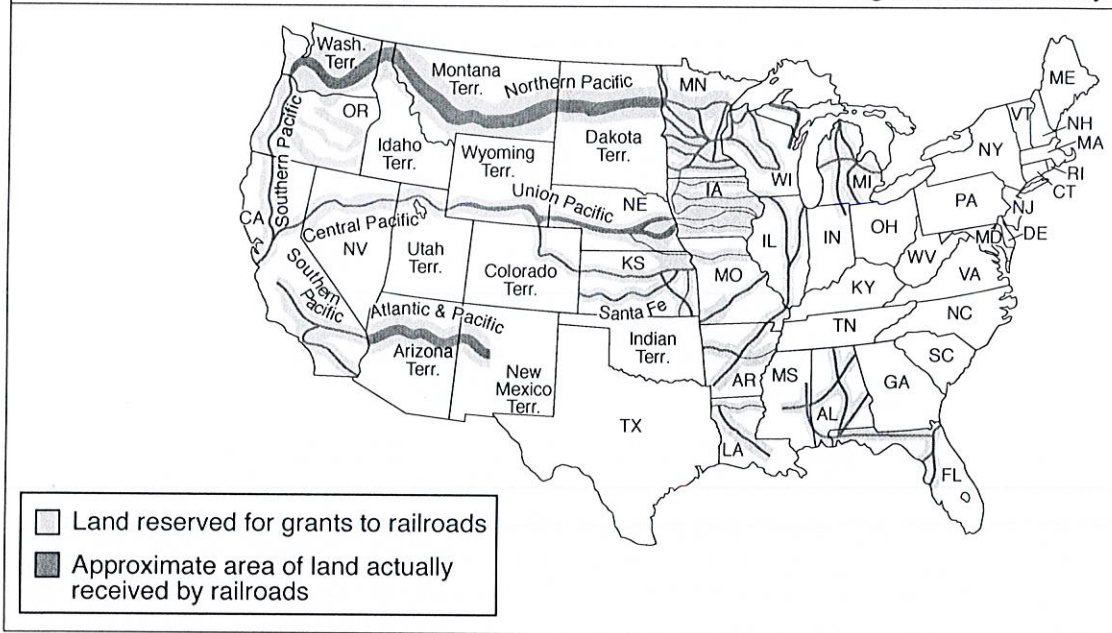 Wash.
Terr.
Montana
Terr.
Northern Pacific
MN
ME
OR
VT
NH
MA
Idaho
Terr.
Wyoming
Terr.
Dakota
Terr.
WI
MI
NY
RI
CT
Southern Pacific
Union Pacific
NE
IA
PA
NJ
CA
Central Pacific
NV
Utah
Terr.
IL
IN
OH
MD
DE
WV
VA
Colorado
Terr.
KS
MO
KY
Southern
Pacific
Santa Fe
Atlantic & Pacific
TN
NC
Arizona
Terr.
Indian
Terr.
SC
New
Mexico
Terr.
AR
MS
AL
GA
TX
LA
FL
Land reserved for grants to railroads
Approximate area of land actually
received by railroads